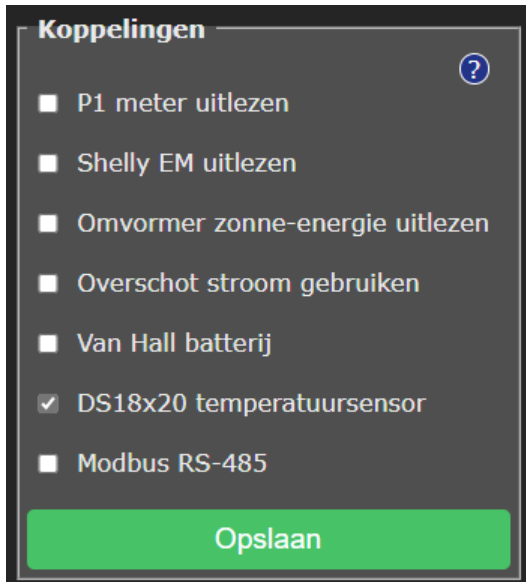 Koppelingen
?
P1 meter uitlezen
Shelly EM uitlezen
Omvormer zonne-energie uitlezen
Overschot stroom gebruiken
Van Hall batterij
DS18x20 temperatuursensor
Modbus RS-485
Opslaan